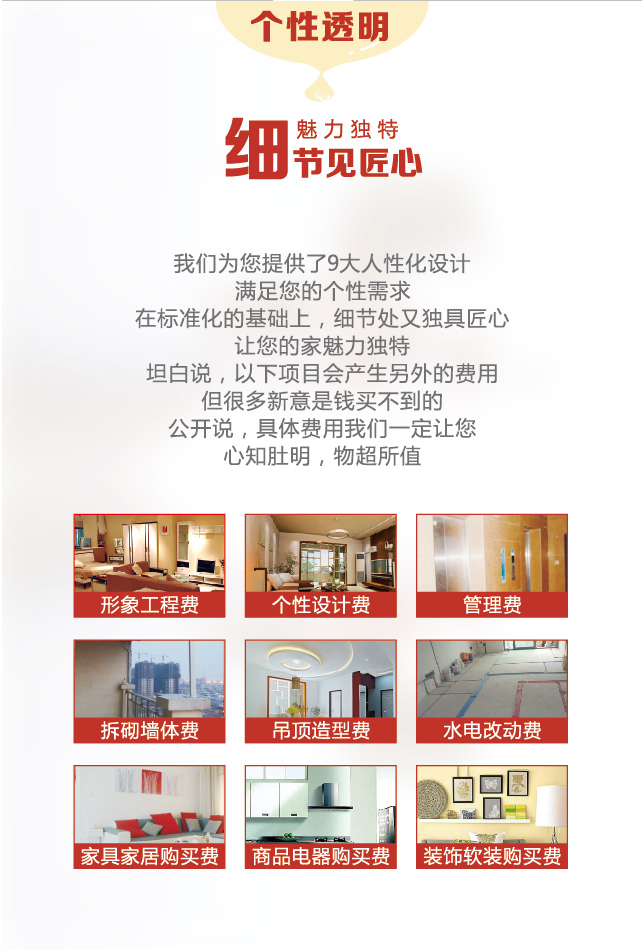 个性透明
细
魅力独特
节见匠心
我们为您提供了9大人性化设计
满足您的个性需求
在标准化的基础上，细节处又独具匠心
让您的家魅力独特
坦白说，以下项目会产生另外的费用
但很多新意是钱买不到的
公开说，具体费用我们一定让您
心知肚明，物超所值
形象工程费
个性设计费
管理费
拆砌墙体费
吊顶造型费
水电改动费
家具家居购买费
商品电器购买费
装饰软装购买费